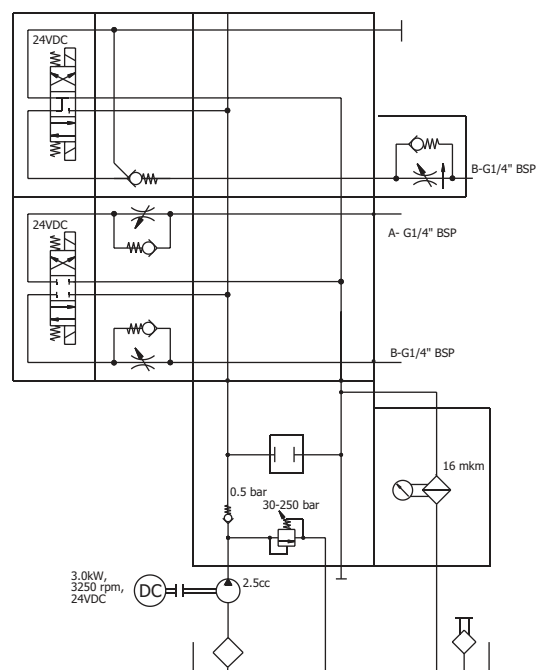 24VDC
B-G1/4" BSP
24VDC
A- G1/4" BSP
B-G1/4" BSP
16 mkm
0.5 bar
30-250 bar
3.0kW,
3250 rpm,
24VDC
DC
2.5cc